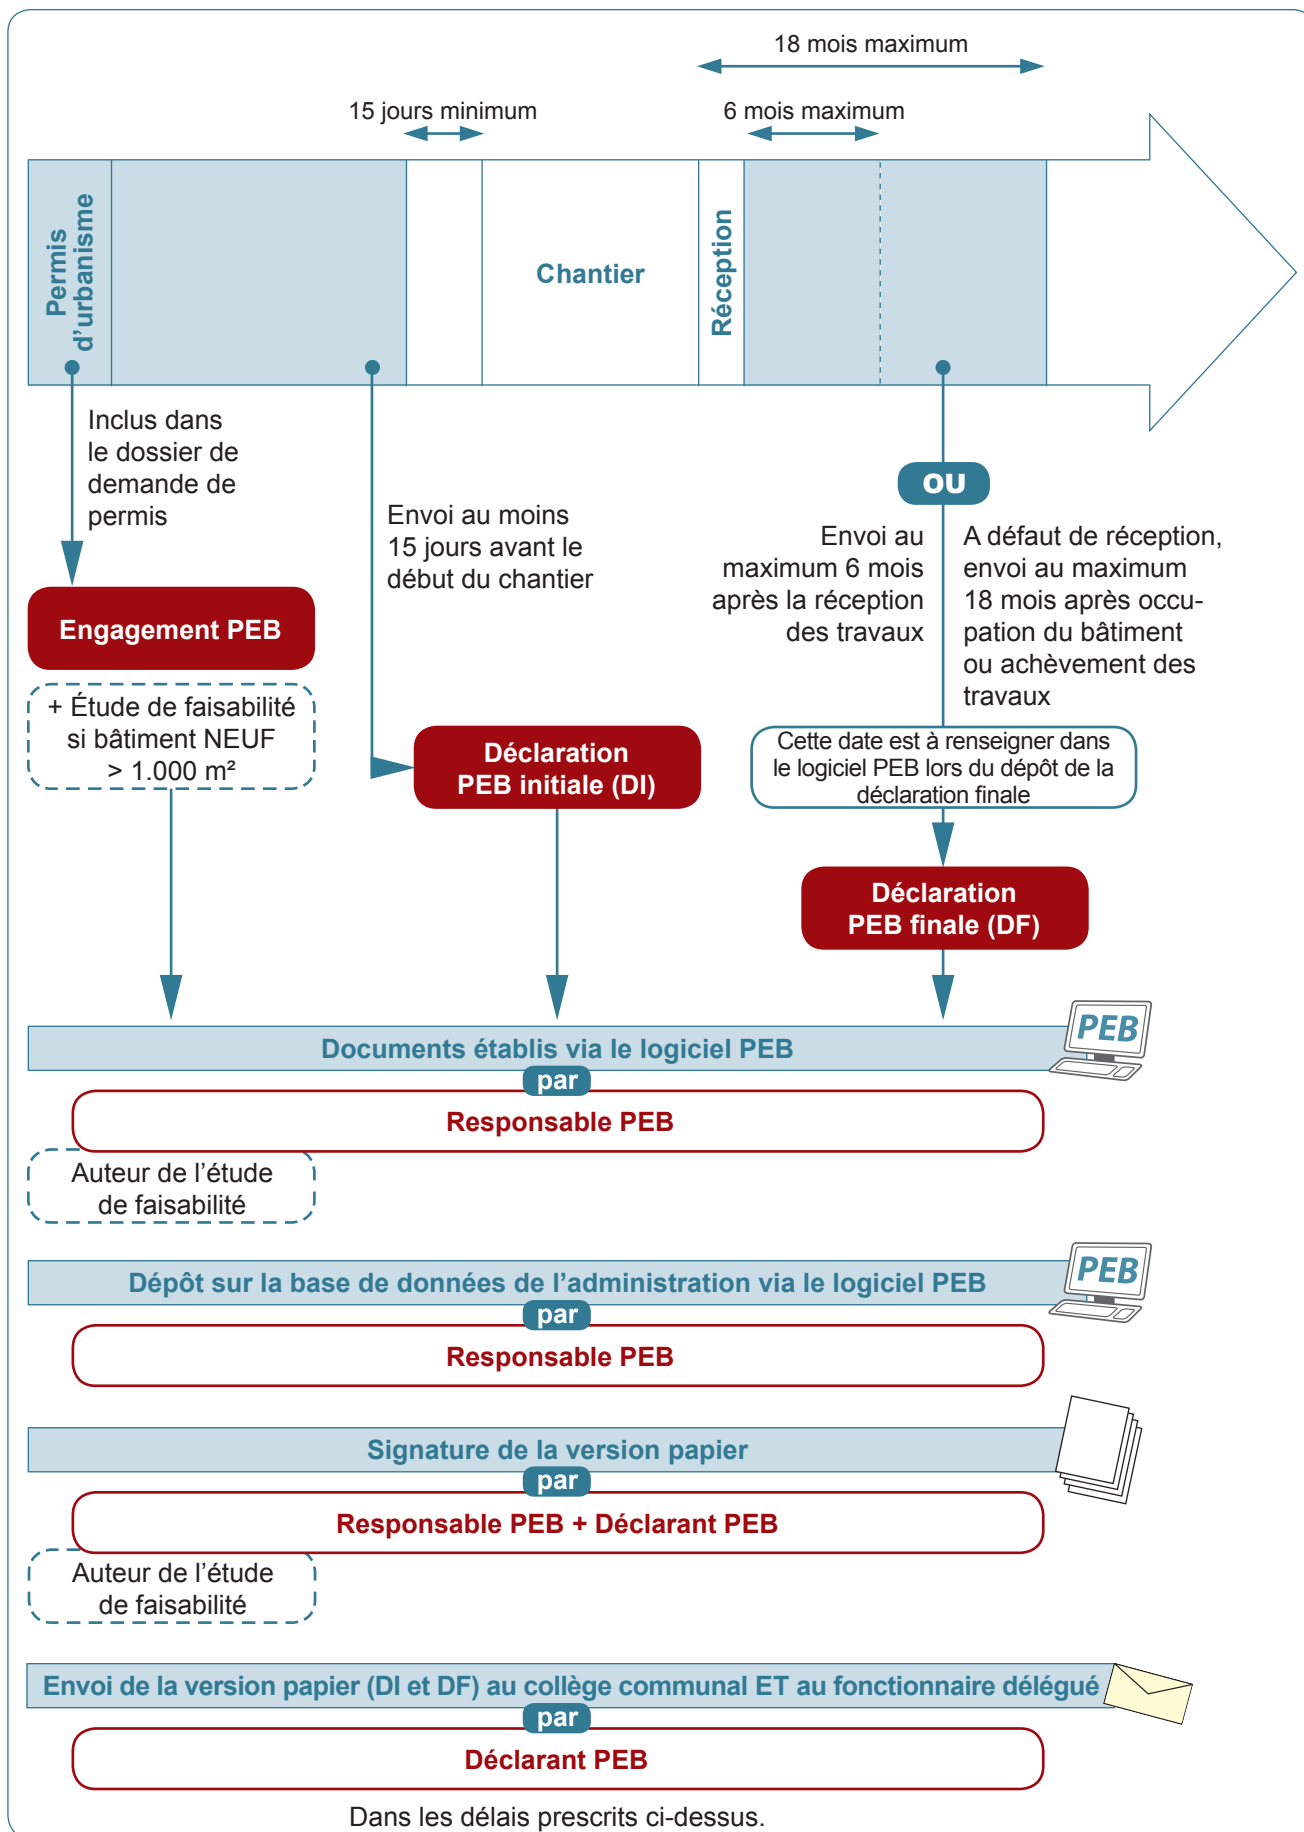 18 mois maximum
15 jours minimum
6 mois maximum
Permis
d’urbanisme
Chantier
Réception
Inclus dans
le dossier de
demande de
permis
Engagement PEB
+ Étude de faisabilité
si bâtiment NEUF
> 1.000 m²
Envoi au moins
15 jours avant le
début du chantier
Déclaration
PEB initiale (DI)
OU
Envoi au
maximum 6 mois
après la réception
des travaux
A défaut de réception,
envoi au maximum
18 mois après occu-
pation du bâtiment
ou achèvement des
travaux
Cette date est à renseigner dans
le logiciel PEB lors du dépôt de la
déclaration finale
Déclaration
PEB finale (DF)
PEB
Documents établis via le logiciel PEB
par
Responsable PEB
Auteur de l’étude
de faisabilité
PEB
Dépôt sur la base de données de l’administration via le logiciel PEB
par
Responsable PEB
Signature de la version papier
par
Responsable PEB + Déclarant PEB
Auteur de l’étude
de faisabilité
Envoi de la version papier (DI et DF) au collège communal ET au fonctionnaire délégué
par
Déclarant PEB
Dans les délais prescrits ci-dessus.